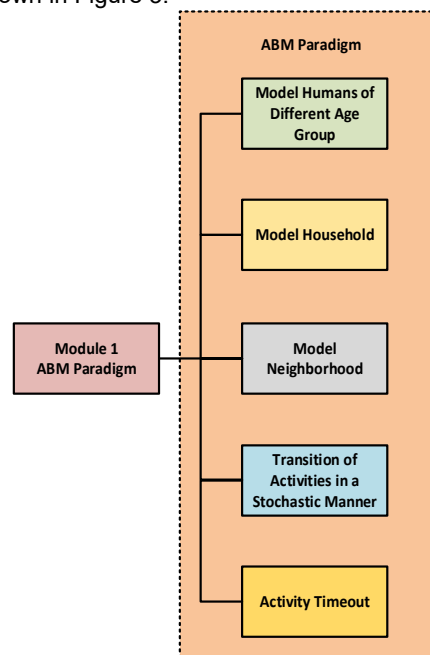 own in Figure 3.
ABM Paradigm
Model Humans of
Different Age
Group
Model Household
Module 1
ABM Paradigm
Model
Neighborhood
Transition of
Activities in a
Stochastic Manner
Activity Timeout